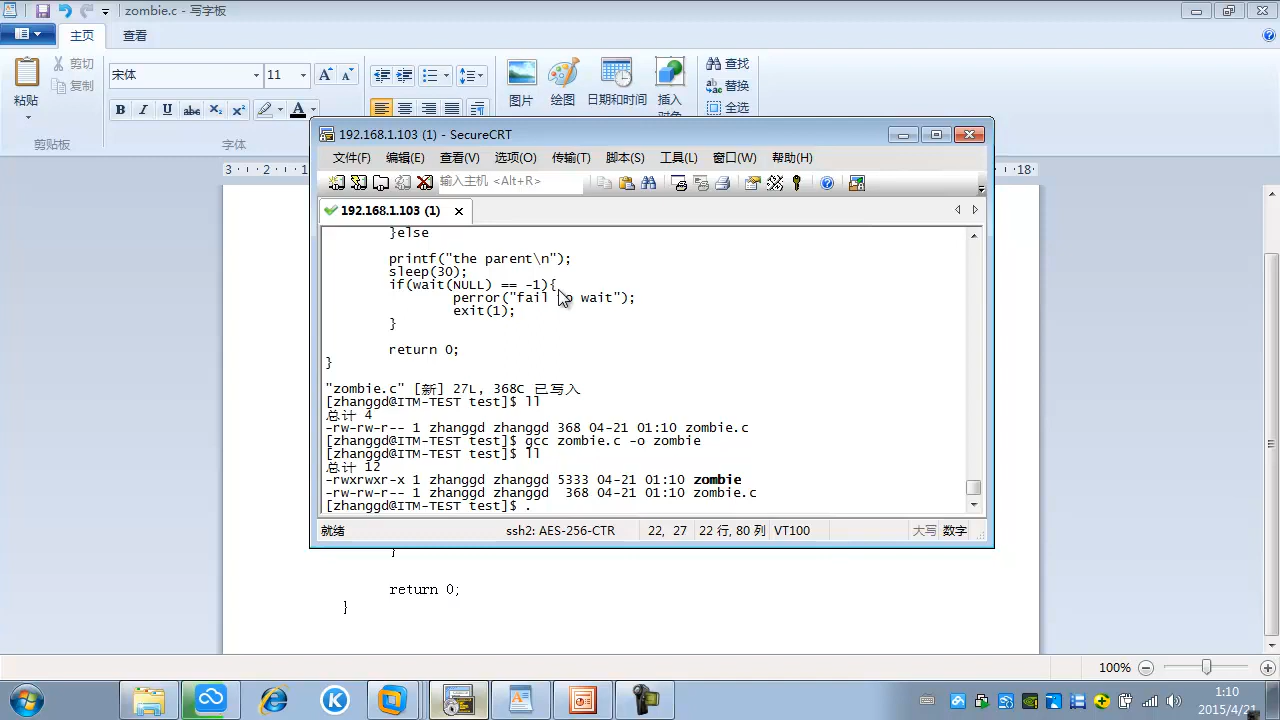 zombie.c - 写字板
主页
查看
粘贴
剪切
复制
宋体
11
图片
绘图
日期和时间
插入
对象
查找
替换
全选
剪贴板
字体
3 2 1
18
192.168.1.103 (1) - SecureCRT
文件(F) 编辑(E) 查看(V) 选项(O) 传输(T) 脚本(S) 工具(L) 窗口(W) 帮助(H)
输入主机 <Alt+R>
192.168.1.103 (1)
}else
printf("the parent\n");
sleep(30);
if(wait(NULL) == -1){
perror("fail wait");
exit(1);
}
return 0;
}
"zombie.c" [新] 27L, 368C 已写入
[zhanggd@ITM-TEST test]$ ll
总计 4
-rw-rw-r-- 1 zhanggd zhanggd 368 04-21 01:10 zombie.c
[zhanggd@ITM-TEST test]$ gcc zombie.c -o zombie
[zhanggd@ITM-TEST test]$ ll
总计 12
-rwxrwxr-x 1 zhanggd zhanggd 5333 04-21 01:10 zombie
-rw-rw-r-- 1 zhanggd zhanggd 368 04-21 01:10 zombie.c
[zhanggd@ITM-TEST test]$ .
就绪
ssh2: AES-256-CTR
22, 27
22 行, 80 列
VT100
大写 数字
}
return 0;
}
100%
1:10
2015/4/21